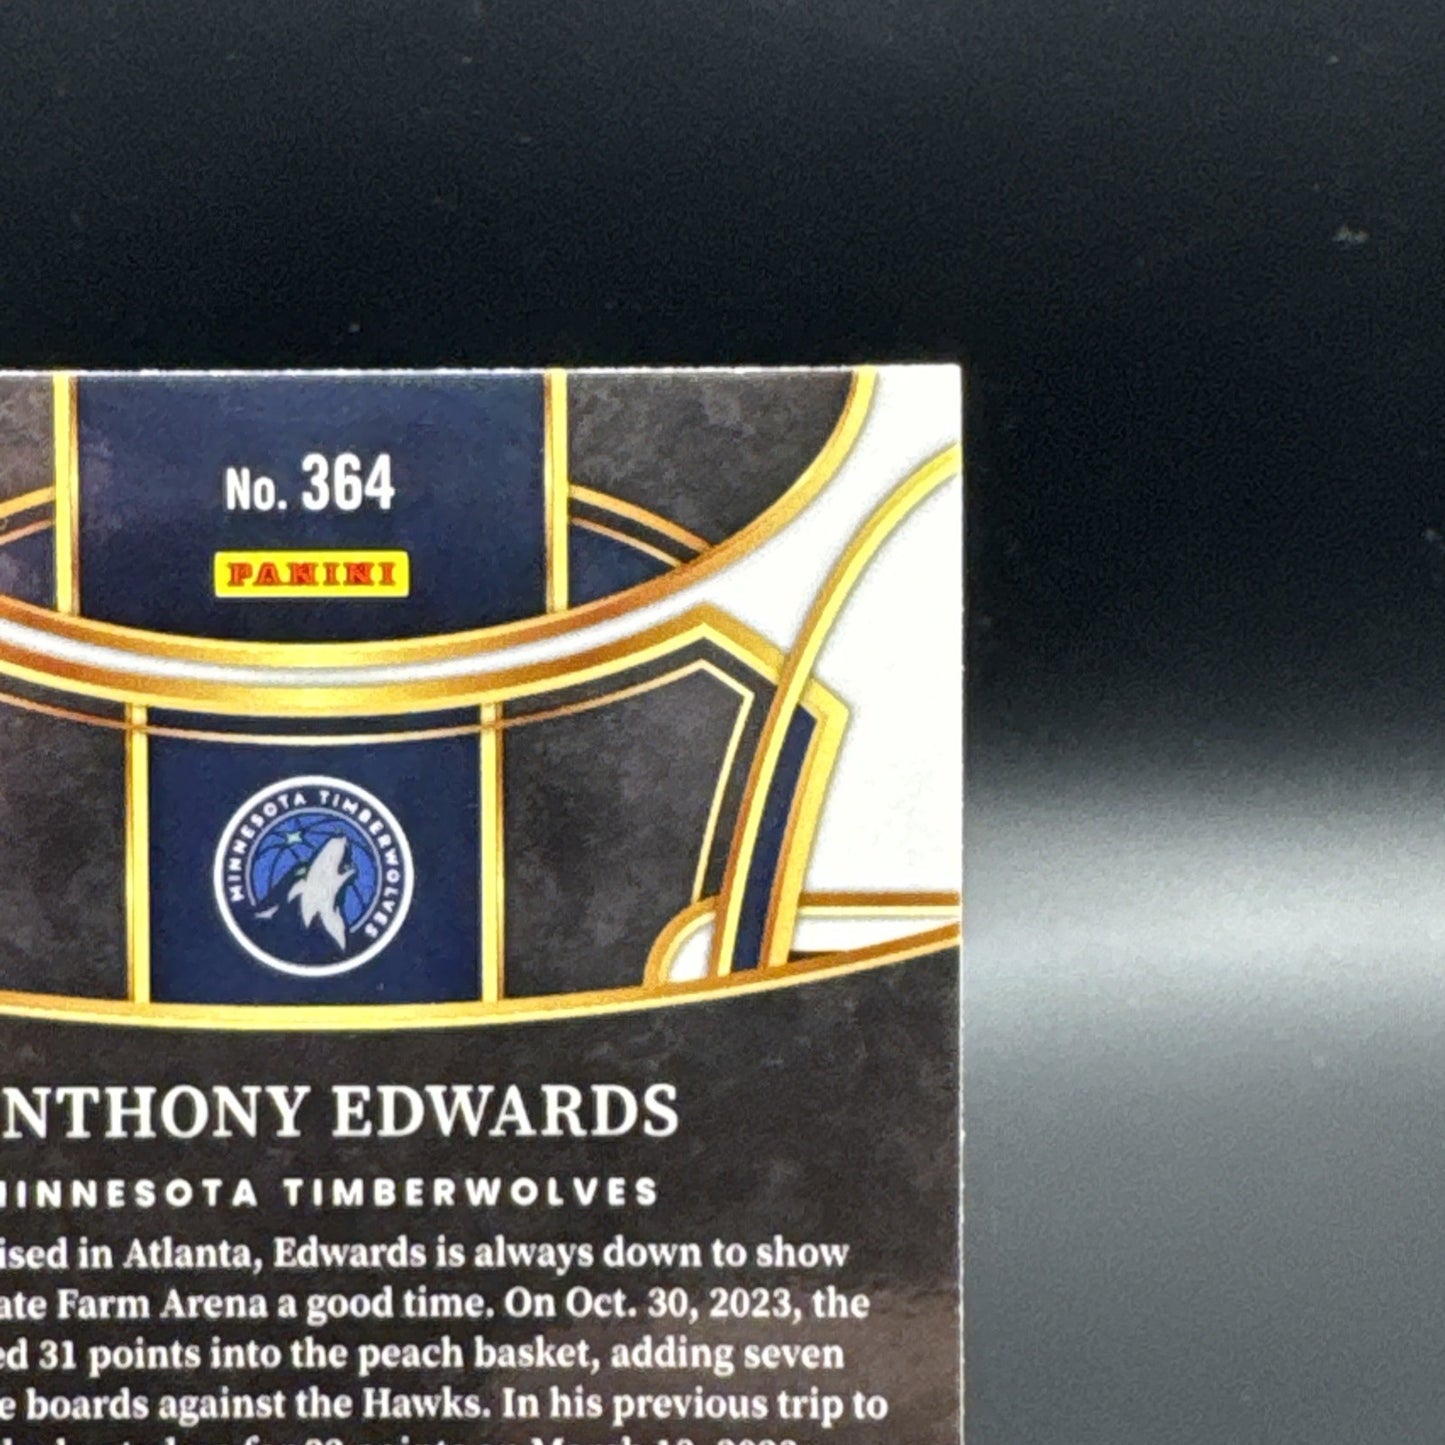 No. 364
PANINI
MINNESOTA TIMBERWOLVES
NTHONY EDWARDS
INNESOTA TIMBERWOLVES
ised in Atlanta, Edwards is always down to show
ate Farm Arena a good time. On Oct. 30, 2023, the
ed 31 points into the peach basket, adding seven
e boards against the Hawks. In his previous trip to